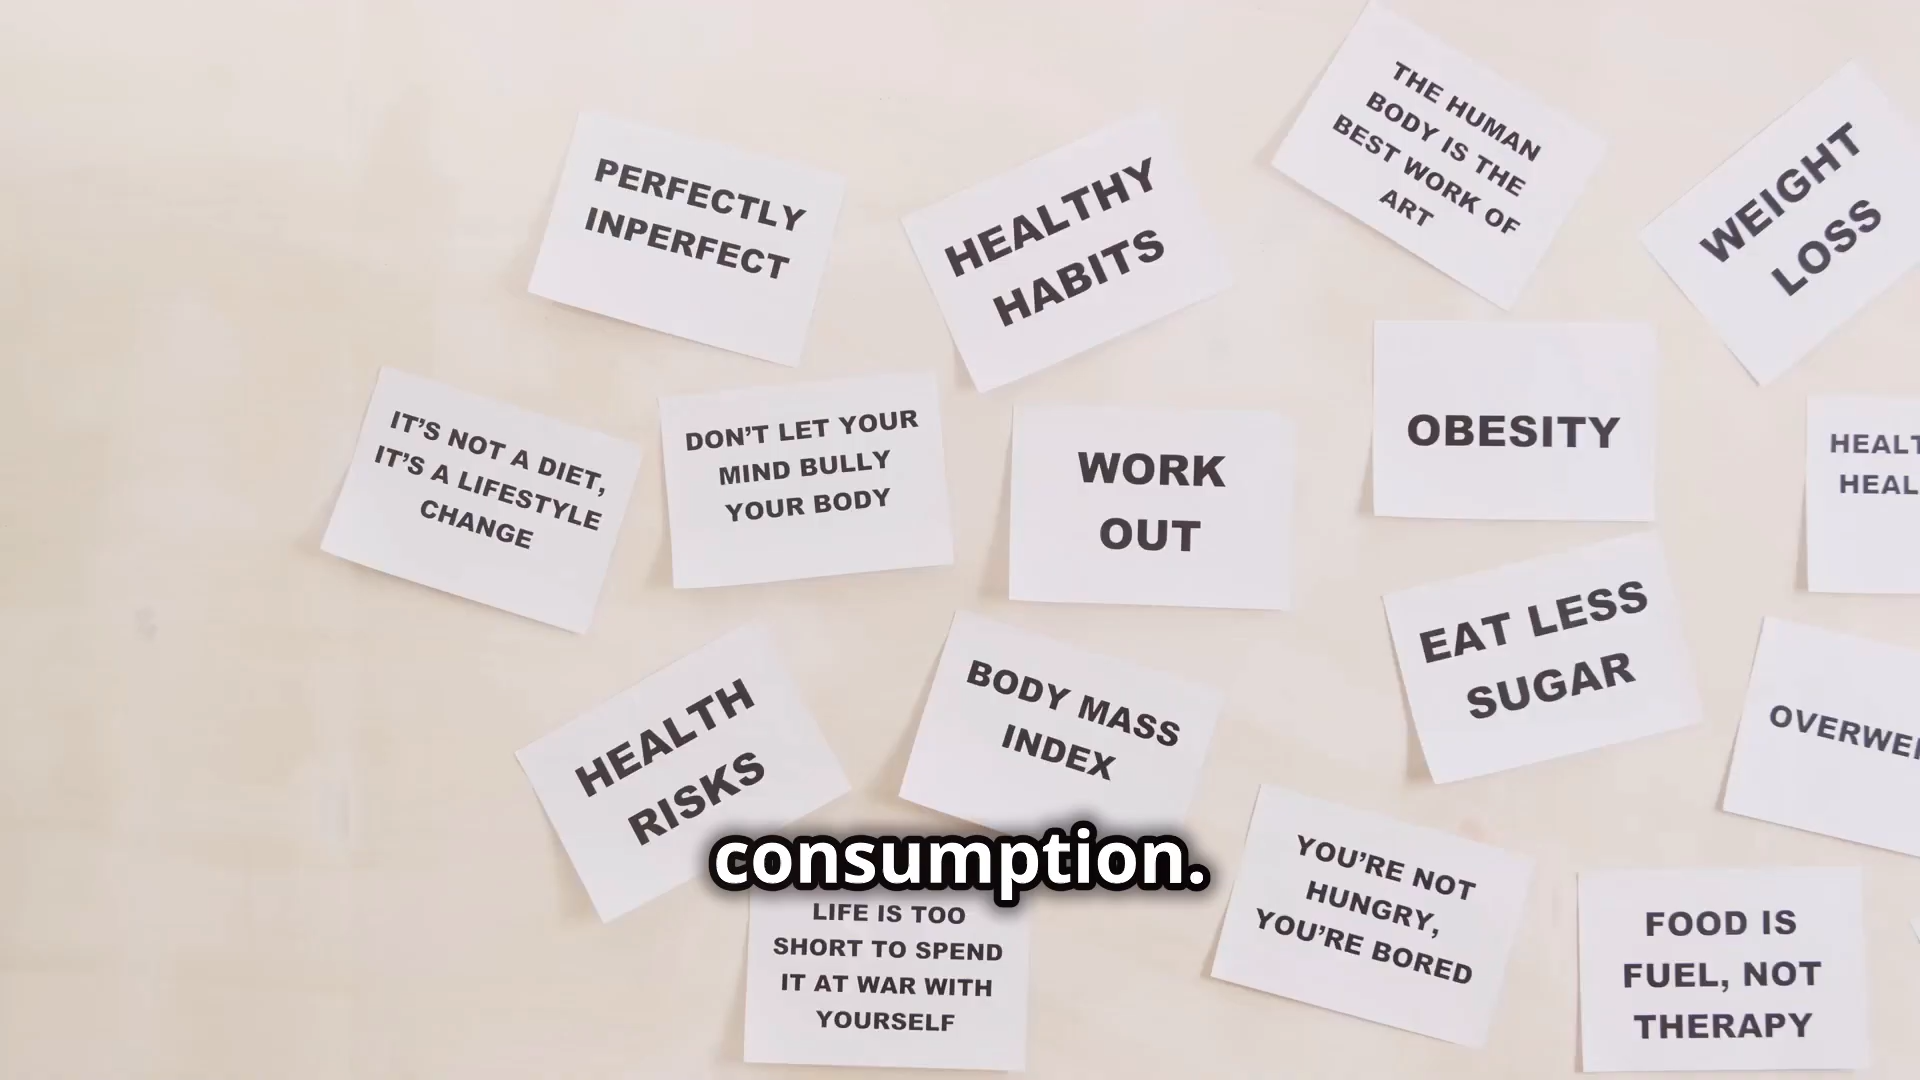 THE HUMAN
BODY IS THE
BEST WORK OF
ART
WEIGHT
LOSS
PERFECTLY
INPERFECT
HEALTHY
HABITS
IT'S NOT A DIET,
IT'S A LIFESTYLE
CHANGE
DON'T LET YOUR
MIND BULLY
YOUR BODY
WORK
OUT
OBESITY
HEALT
HEAL
HEALTH
RISKS
BODY MASS
INDEX
EAT LESS
SUGAR
OVERWEI
consumption.
LIFE IS TOO
SHORT TO SPEND
IT AT WAR WITH
YOURSELF
YOU'RE NOT
HUNGRY,
YOU'RE BORED
FOOD IS
FUEL, NOT
THERAPY